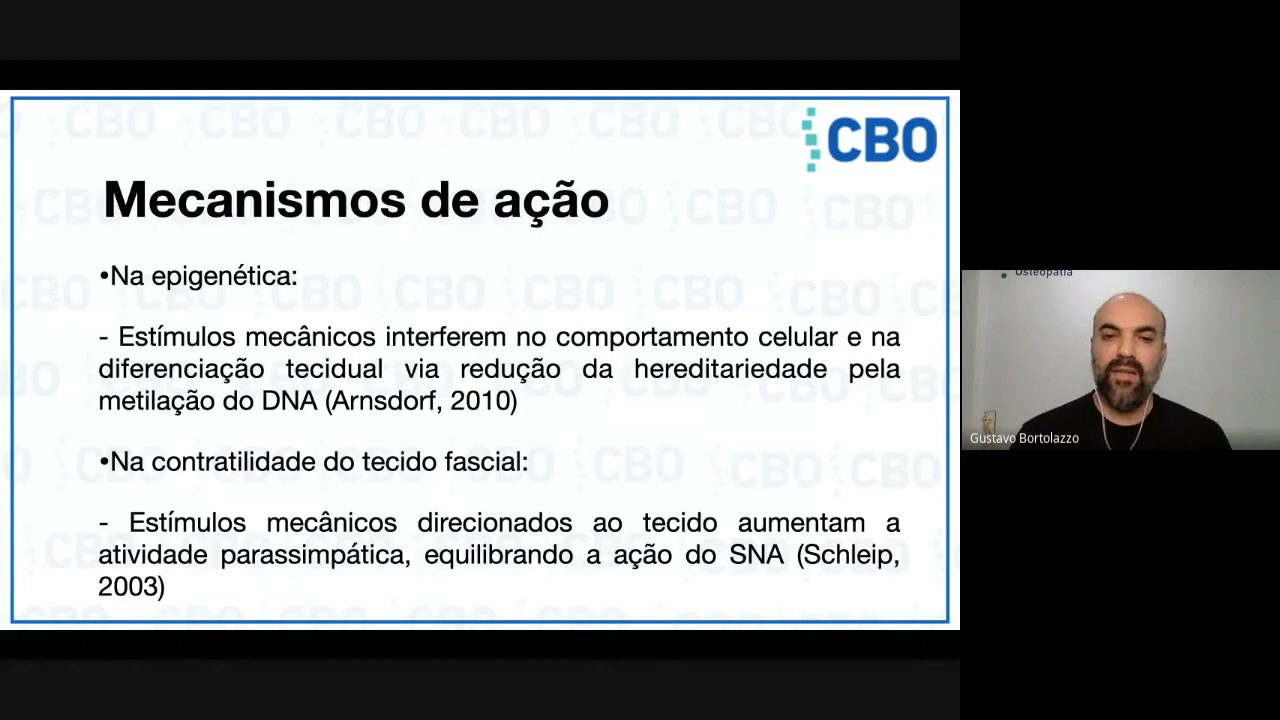 CBO
Mecanismos de ação
•Na epigenética:
- Estímulos mecânicos interferem no comportamento celular e na
diferenciação tecidual via redução da hereditariedade pela
metilação do DNA (Arnsdorf, 2010)
•Na contratilidade do tecido fascial:
- Estímulos mecânicos direcionados ao tecido aumentam a
atividade parassimpática, equilibrando a ação do SNA (Schleip,
2003)
Osteopatia
Gustavo Bortolazzo